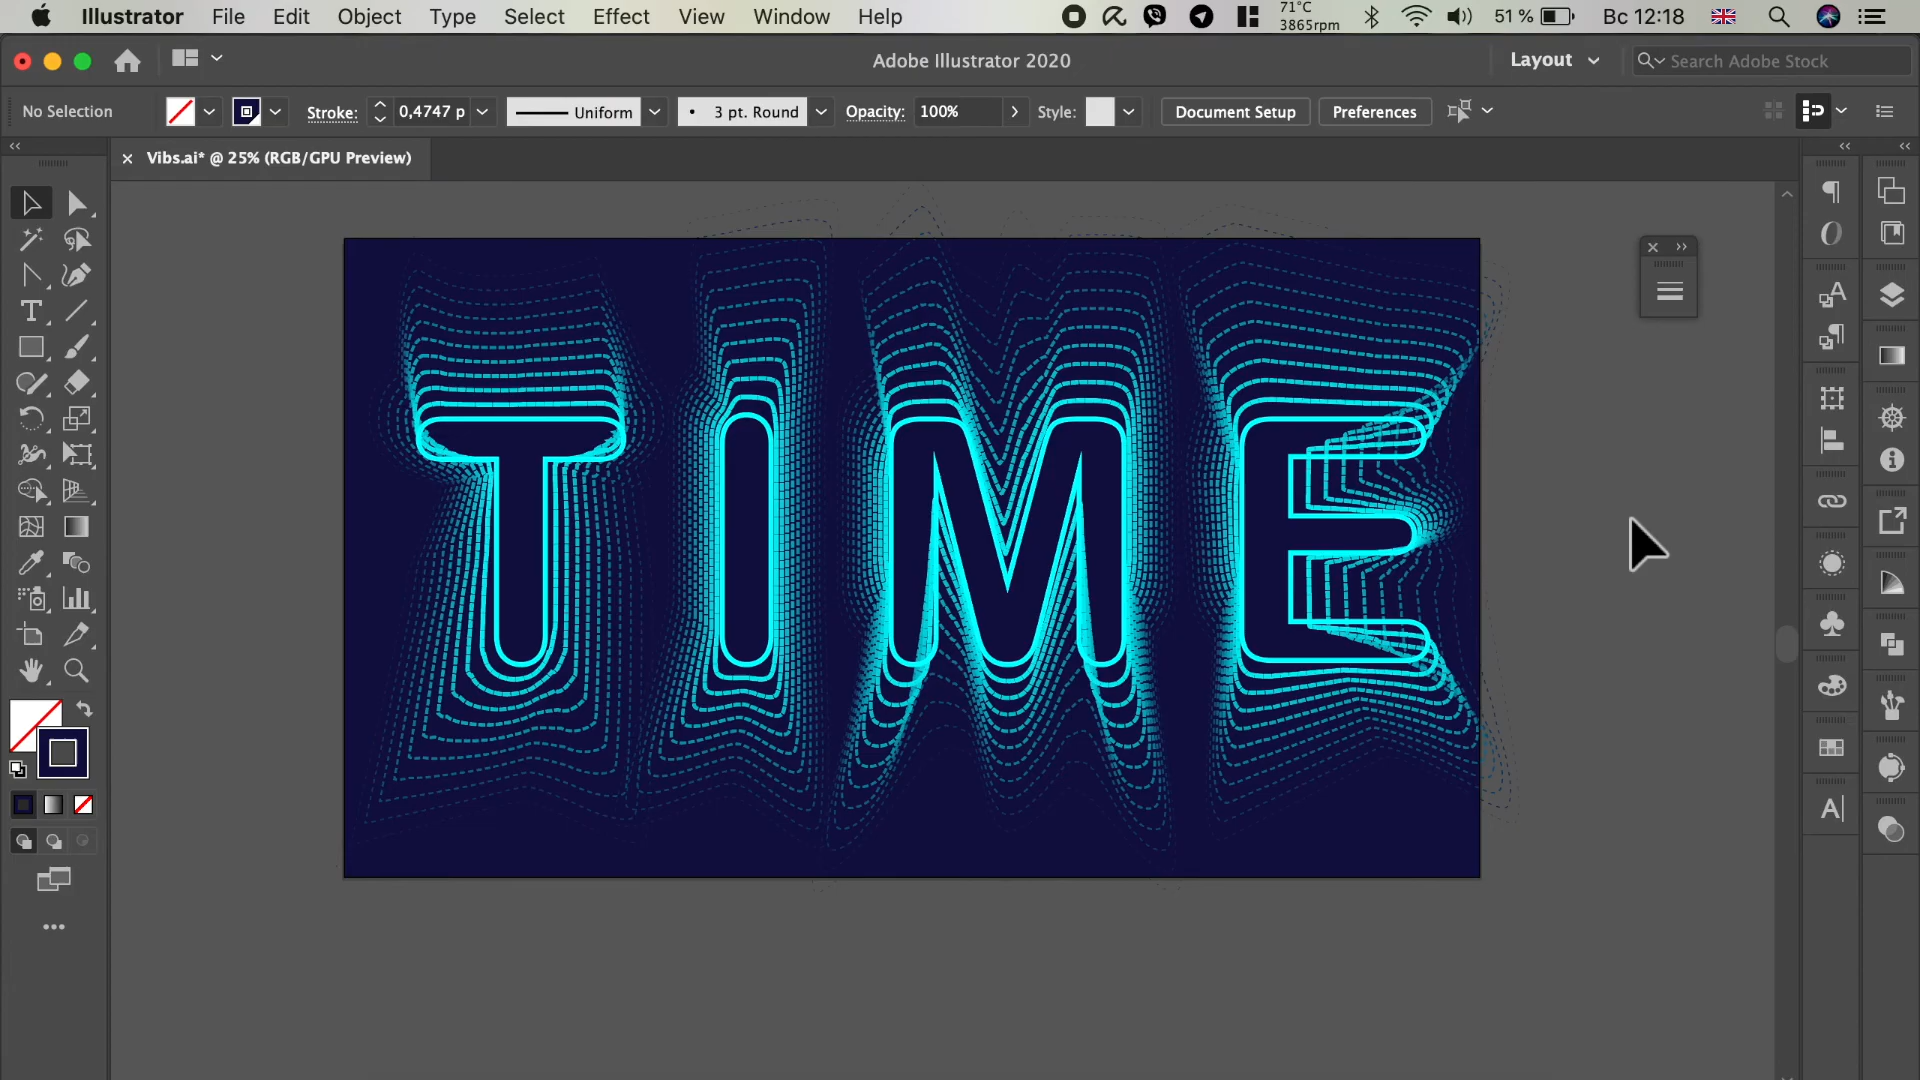 Illustrator File Edit Object Type Select Effect View Window Help 71°C 3865rpm 51 % Вс 12:18
Adobe Illustrator 2020 Layout Search Adobe Stock
No Selection Stroke: 0,4747 p Uniform 3 pt. Round Opacity: 100% Style: Document Setup Preferences
Vibs.ai* @ 25% (RGB/GPU Preview)
TIME